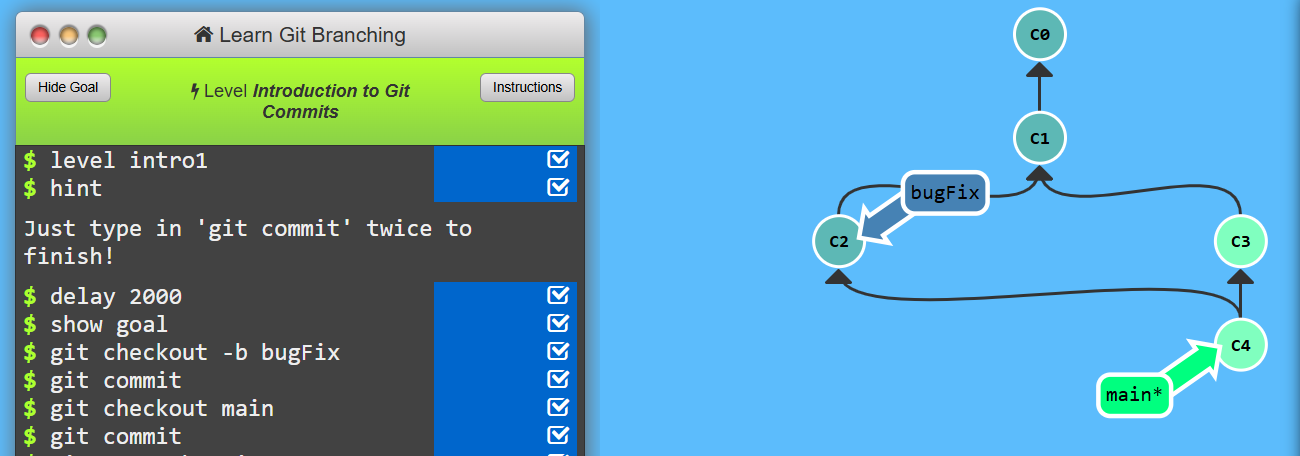 Learn Git Branching
Hide Goal
Level Introduction to Git
Commits
Instructions
$ level intro1
$ hint
Just type in 'git commit' twice to
finish!
$ delay 2000
$ show goal
$ git checkout -b bugFix
$ git commit
$ git checkout main
$ git commit
C0
C1
bugFix
C2
C3
C4
main*